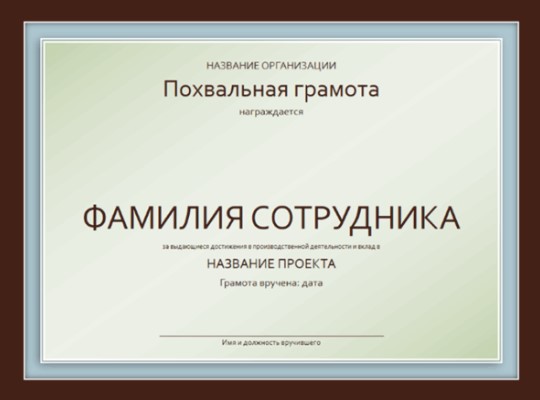 НАЗВАНИЕ ОРГАНИЗАЦИИ
Похвальная грамота
награждается
ФАМИЛИЯ СОТРУДНИКА
за выдающиеся достижения в производственной деятельности и вклад в
НАЗВАНИЕ ПРОЕКТА
Грамота вручена: дата
Имя и должность вручившего